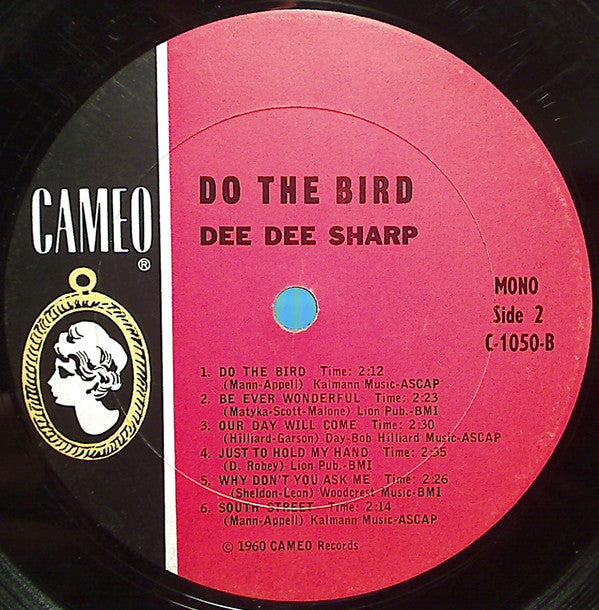 CAMEO
®
DO THE BIRD
DEE DEE SHARP
MONO
Side 2
C-1050-B
1. DO THE BIRD Time: 2:12
(Mann-Appell) Kalmann Music-ASCAP
2. BE EVER WONDERFUL Time: 2:23
(Matyka-Scott-Malone) Lion Pub.-BMI
3. OUR DAY WILL COME Time: 2:30
(Hilliard-Garson) Day-Bob Hilliard Music-ASCAP
4. JUST TO HOLD MY HAND Time: 2:35
(D. Robey) Lion Pub.-BMI
5. WHY DON'T YOU ASK ME Time: 2:26
(Sheldon-Leon) Woodcrest Music-BMI
6. SOUTH STREET Time: 2:14
(Mann-Appell) Kalmann Music-ASCAP
© 1960 CAMEO Records